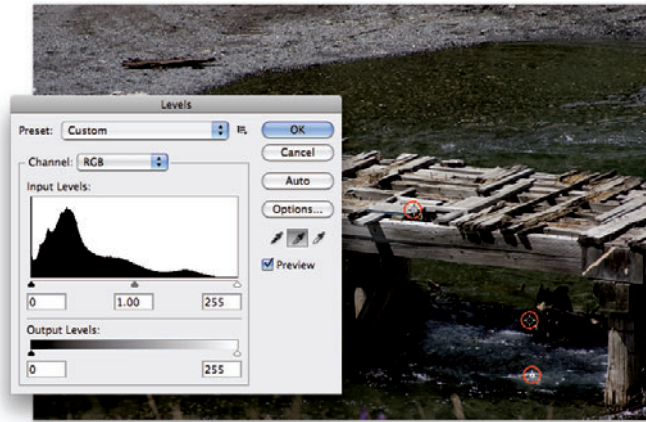 Levels
Preset: Custom
OK
Channel: RGB
Cancel
Input Levels:
Auto
Options...
Preview
0 1.00 255
Output Levels:
0 255